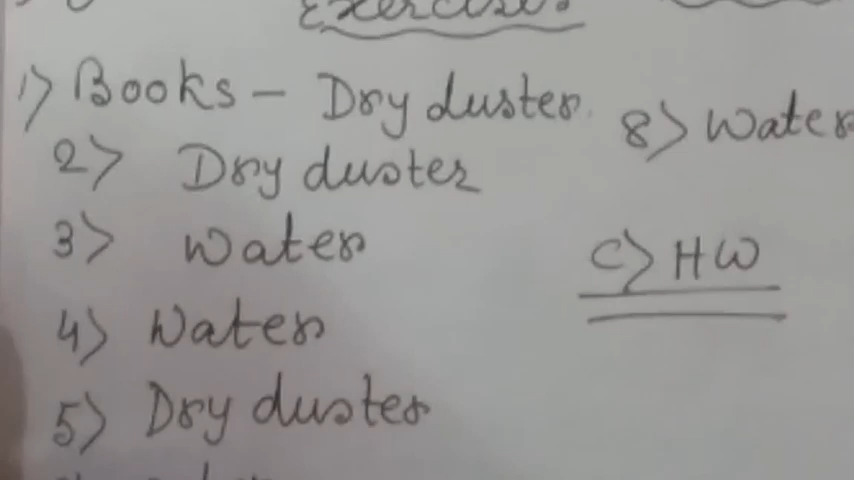 Exercise:
1) Books - Dry duster.
2) Dry duster
3) Water
4) Water
5) Dry duster
8) Water
C) HW